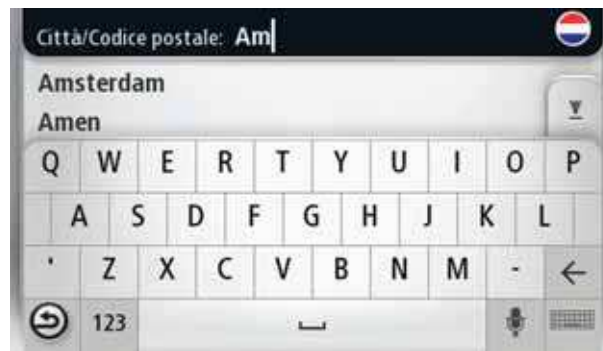 Città/Codice postale: Am
Amsterdam
Amen
Q W E R T Y U I O P
A S D F G H J K L
' Z X C V B N M -
123